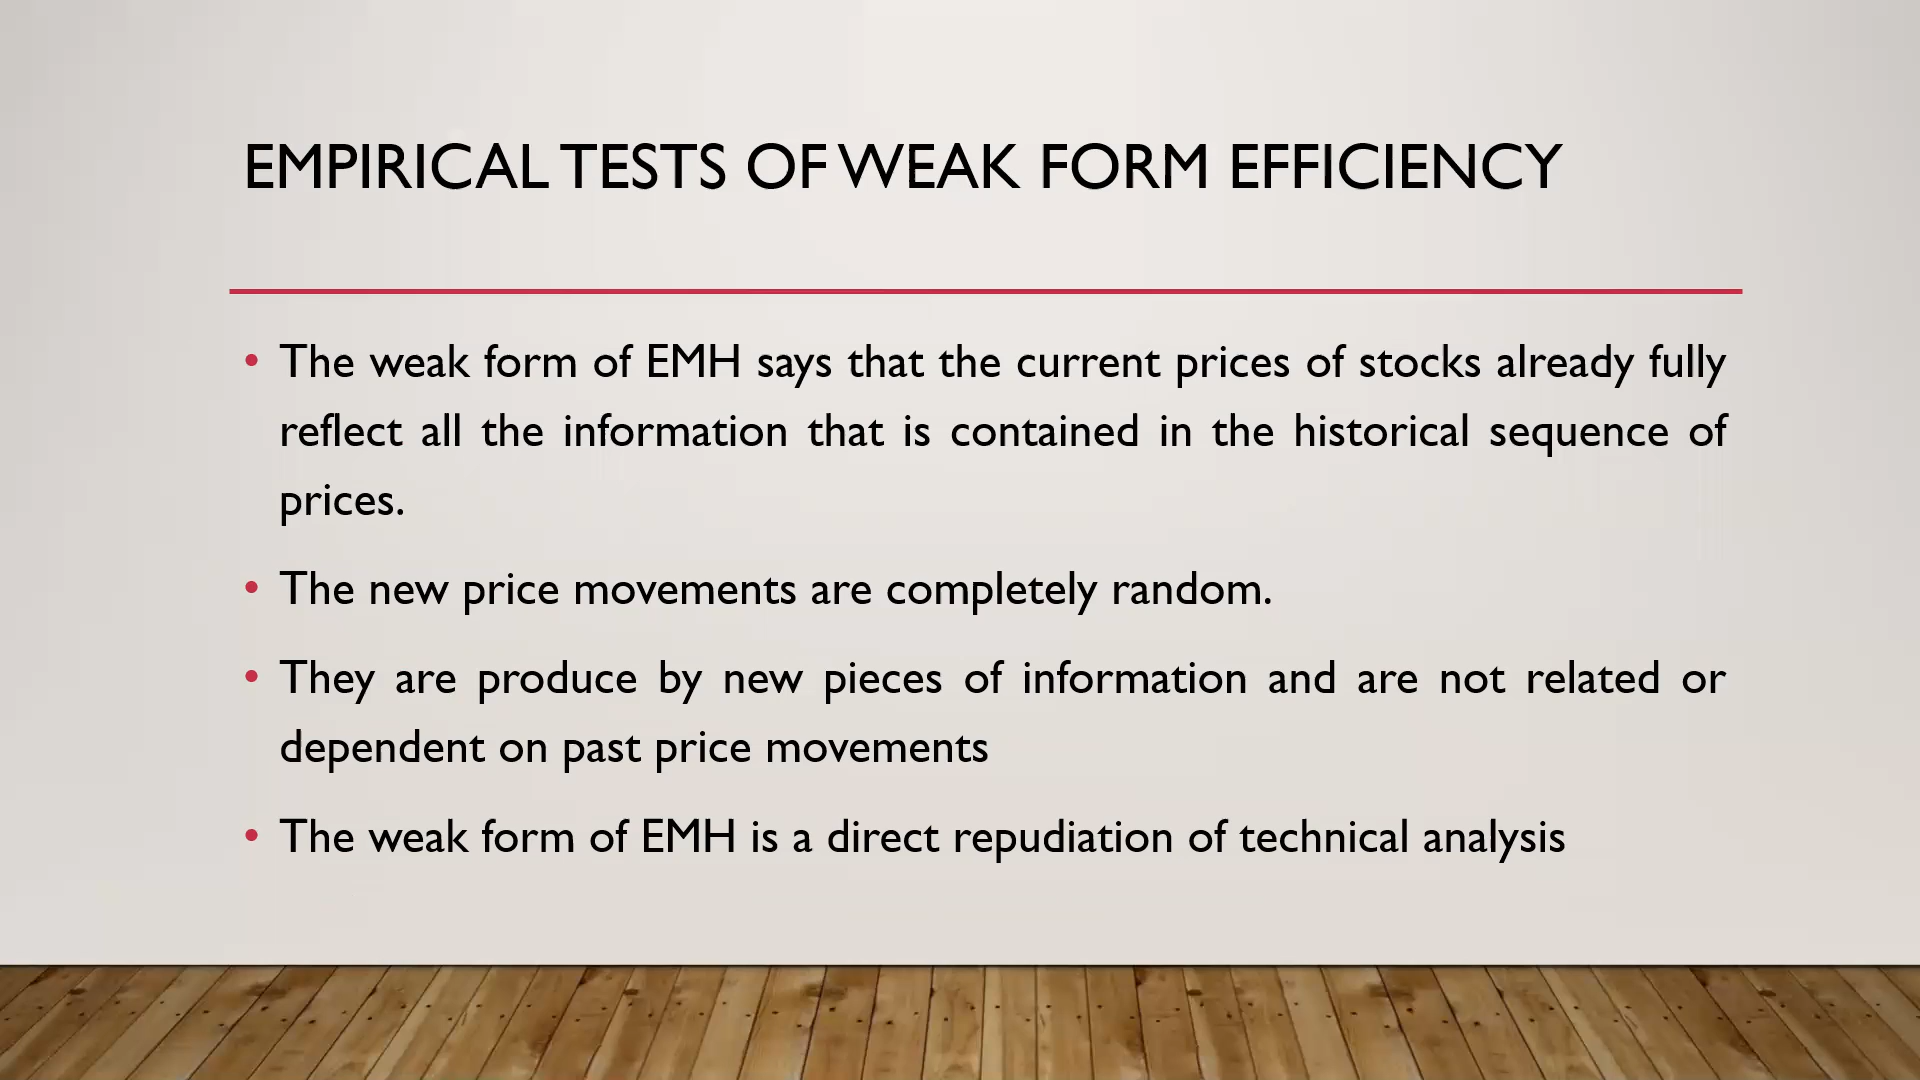 EMPIRICAL TESTS OF WEAK FORM EFFICIENCY
• The weak form of EMH says that the current prices of stocks already fully
reflect all the information that is contained in the historical sequence of
prices.
• The new price movements are completely random.
• They are produce by new pieces of information and are not related or
dependent on past price movements
• The weak form of EMH is a direct repudiation of technical analysis